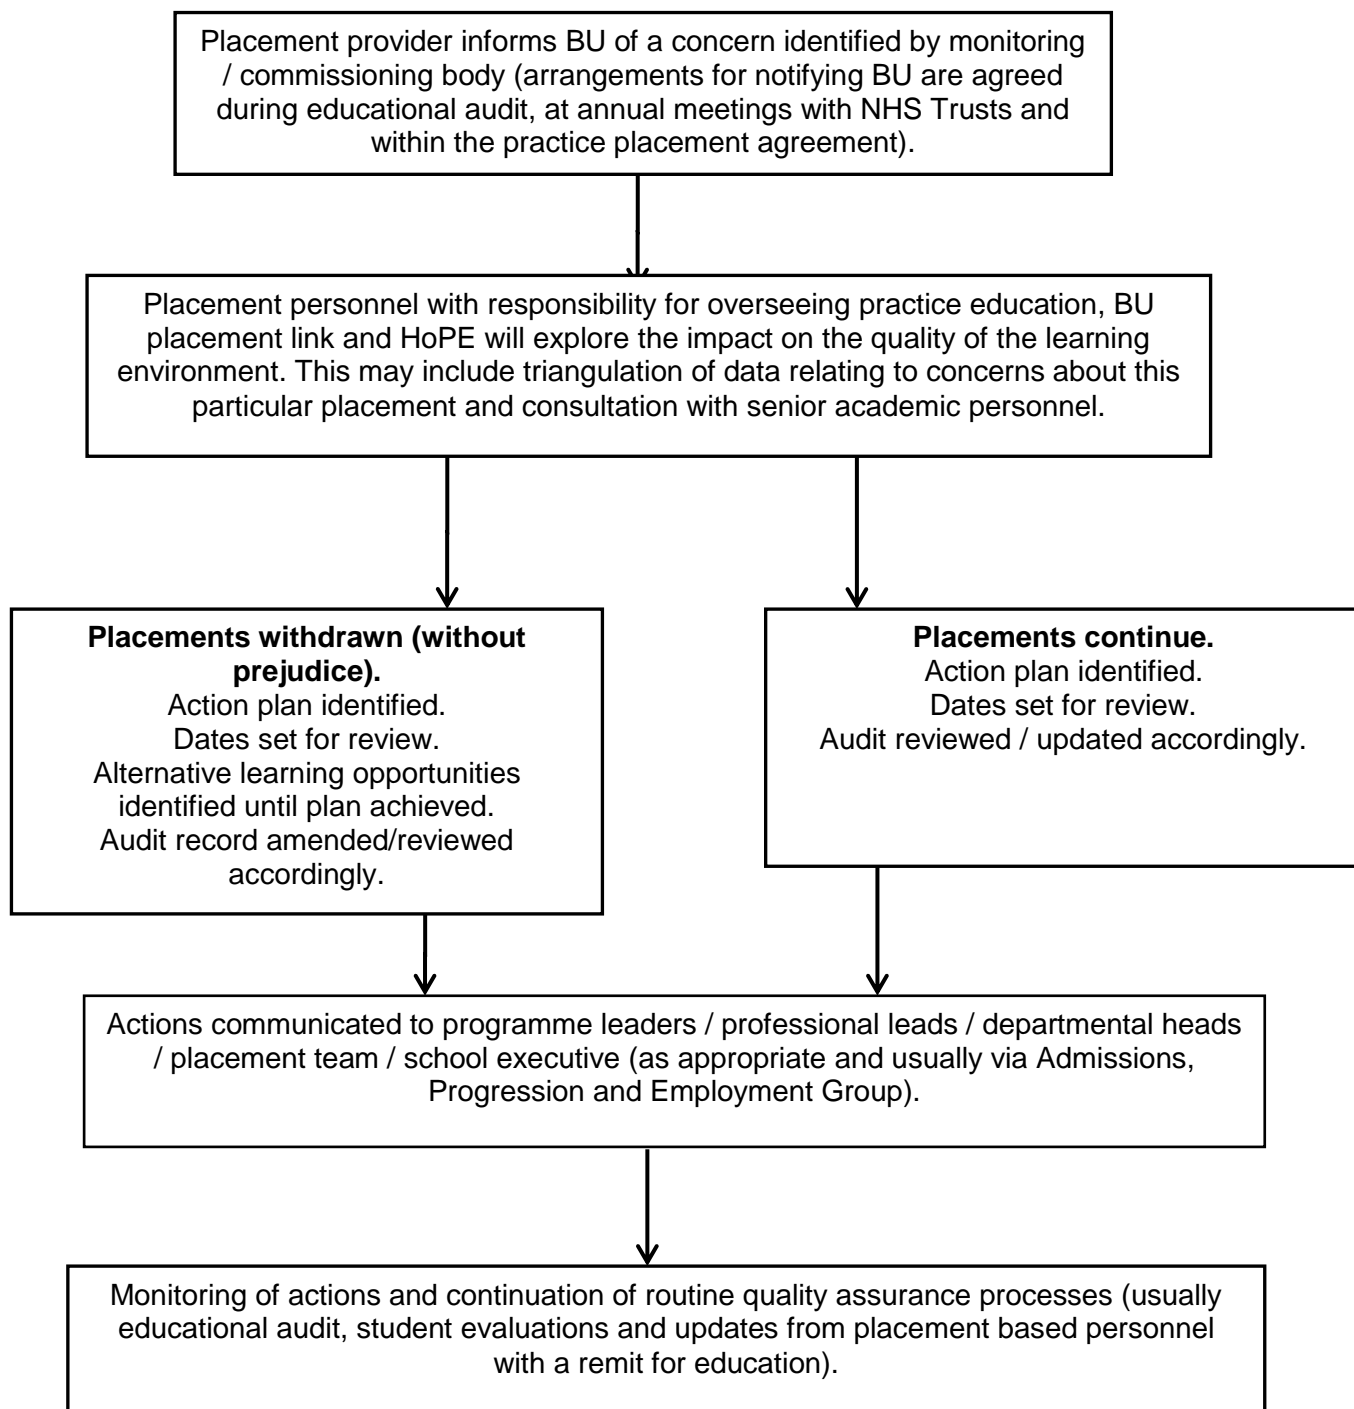 Placement provider informs BU of a concern identified by monitoring
/ commissioning body (arrangements for notifying BU are agreed
during educational audit, at annual meetings with NHS Trusts and
within the practice placement agreement).
Placement personnel with responsibility for overseeing practice education, BU
placement link and HoPE will explore the impact on the quality of the learning
environment. This may include triangulation of data relating to concerns about this
particular placement and consultation with senior academic personnel.
Placements withdrawn (without
prejudice).
Action plan identified.
Dates set for review.
Alternative learning opportunities
identified until plan achieved.
Audit record amended/reviewed
accordingly.
Placements continue.
Action plan identified.
Dates set for review.
Audit reviewed / updated accordingly.
Actions communicated to programme leaders / professional leads / departmental heads
/ placement team / school executive (as appropriate and usually via Admissions,
Progression and Employment Group).
Monitoring of actions and continuation of routine quality assurance processes (usually
educational audit, student evaluations and updates from placement based personnel
with a remit for education).